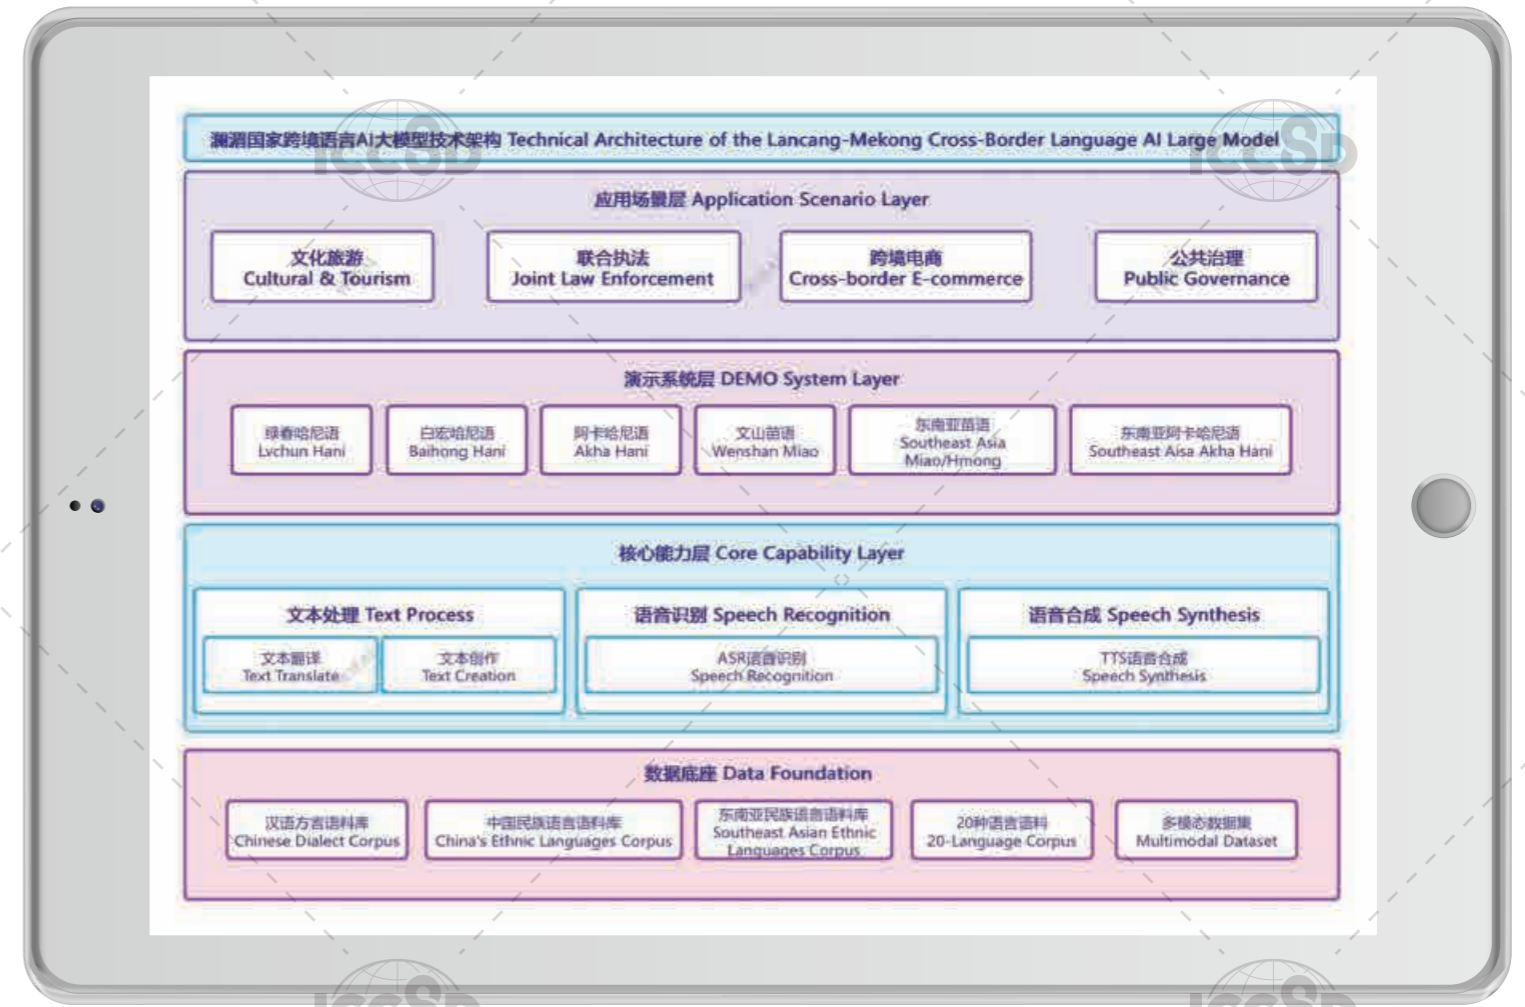 澜湄国家跨境语言AI大模型技术架构 Technical Architecture of the Lancang-Mekong Cross-Border Language AI Large Model
应用场景层 Application Scenario Layer
文化旅游
Cultural & Tourism
联合执法
Joint Law Enforcement
跨境电商
Cross-border E-commerce
公共治理
Public Governance
演示系统层 DEMO System Layer
绿春哈尼语
Lvchun Hani
白宏哈尼语
Baihong Hani
阿卡哈尼语
Akha Hani
文山苗语
Wenshan Miao
东南亚苗语
Southeast Asia
Miao/Hmong
东南亚阿卡哈尼语
Southeast Aisa Akha Hani
核心能力层 Core Capability Layer
文本处理 Text Process
文本翻译
Text Translate
文本创作
Text Creation
语音识别 Speech Recognition
ASR语音识别
Speech Recognition
语音合成 Speech Synthesis
TTS语音合成
Speech Synthesis
数据底座 Data Foundation
汉语方言语料库
Chinese Dialect Corpus
中国民族语言语料库
China's Ethnic Languages Corpus
东南亚民族语言语料库
Southeast Asian Ethnic
Languages Corpus
20种语言语料
20-Language Corpus
多模态数据集
Multimodal Dataset
ICCSD
ICCSD
ICCSD
ICCSD